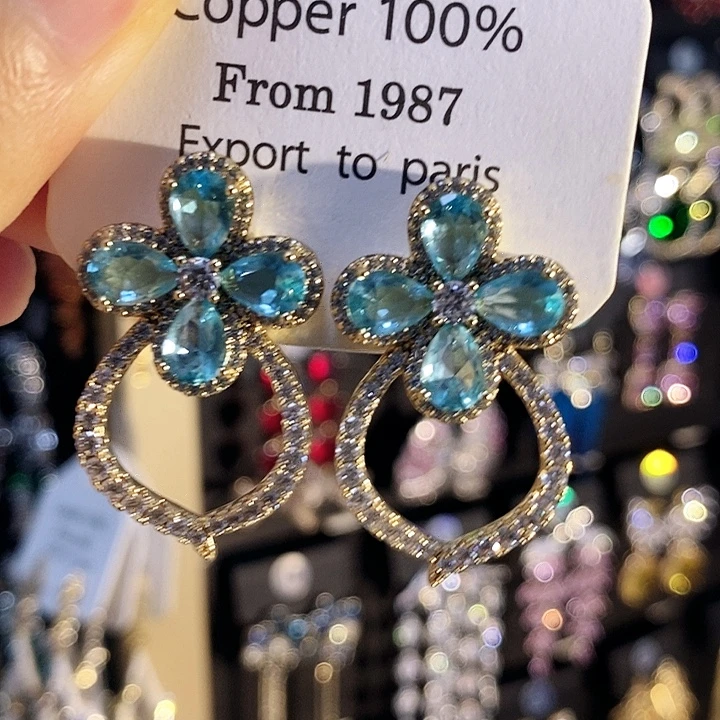 Copper 100%
From 1987
Export to paris